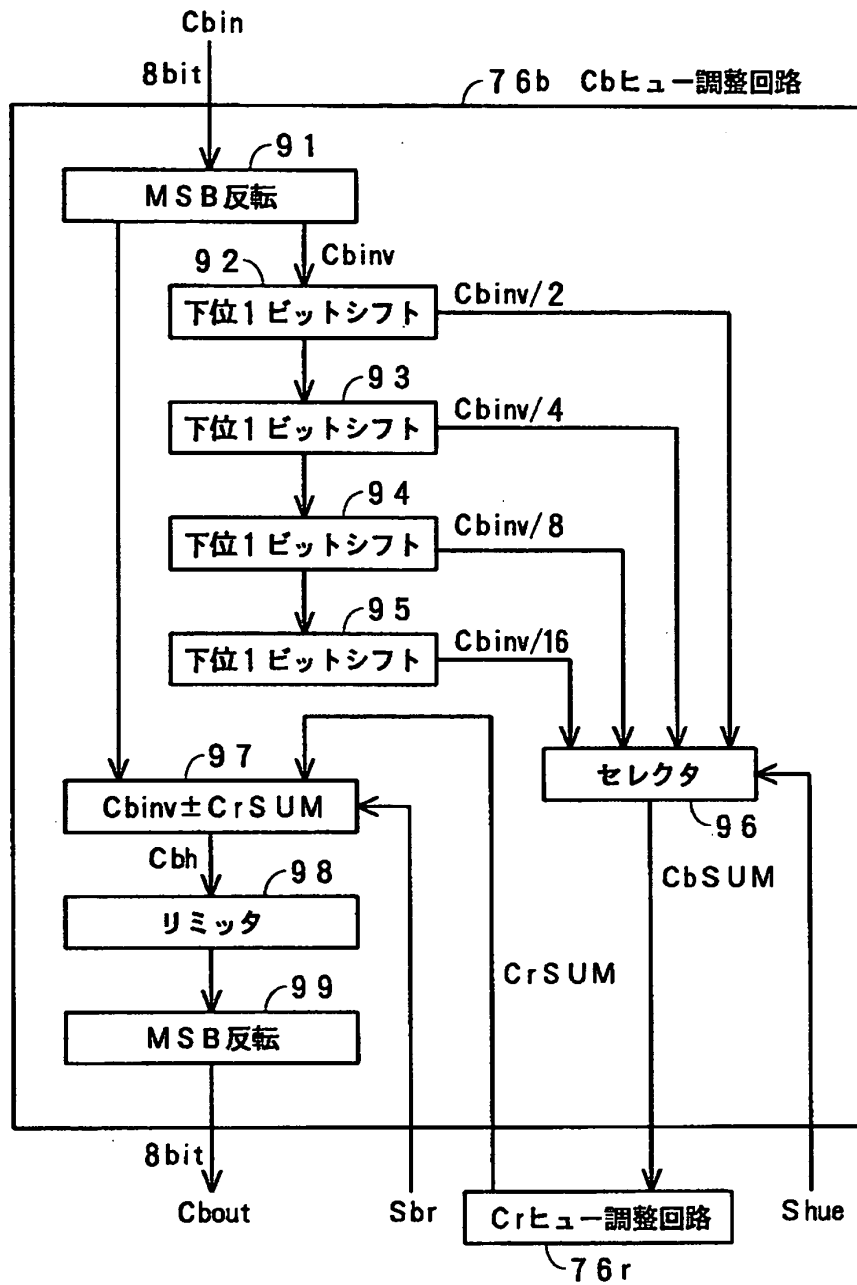 Cbin
8bit
76b Cbヒュー調整回路
91
MSB反転
Cbinv
92
下位1ビットシフト
Cbinv/2
93
下位1ビットシフト
Cbinv/4
94
下位1ビットシフト
Cbinv/8
95
下位1ビットシフト
Cbinv/16
97
Cbinv±CrSUM
セレクタ
96
Cbh
CbSUM
98
リミッタ
CrSUM
99
MSB反転
8bit
Cbout
Sbr
Crヒュー調整回路
Shue
76r